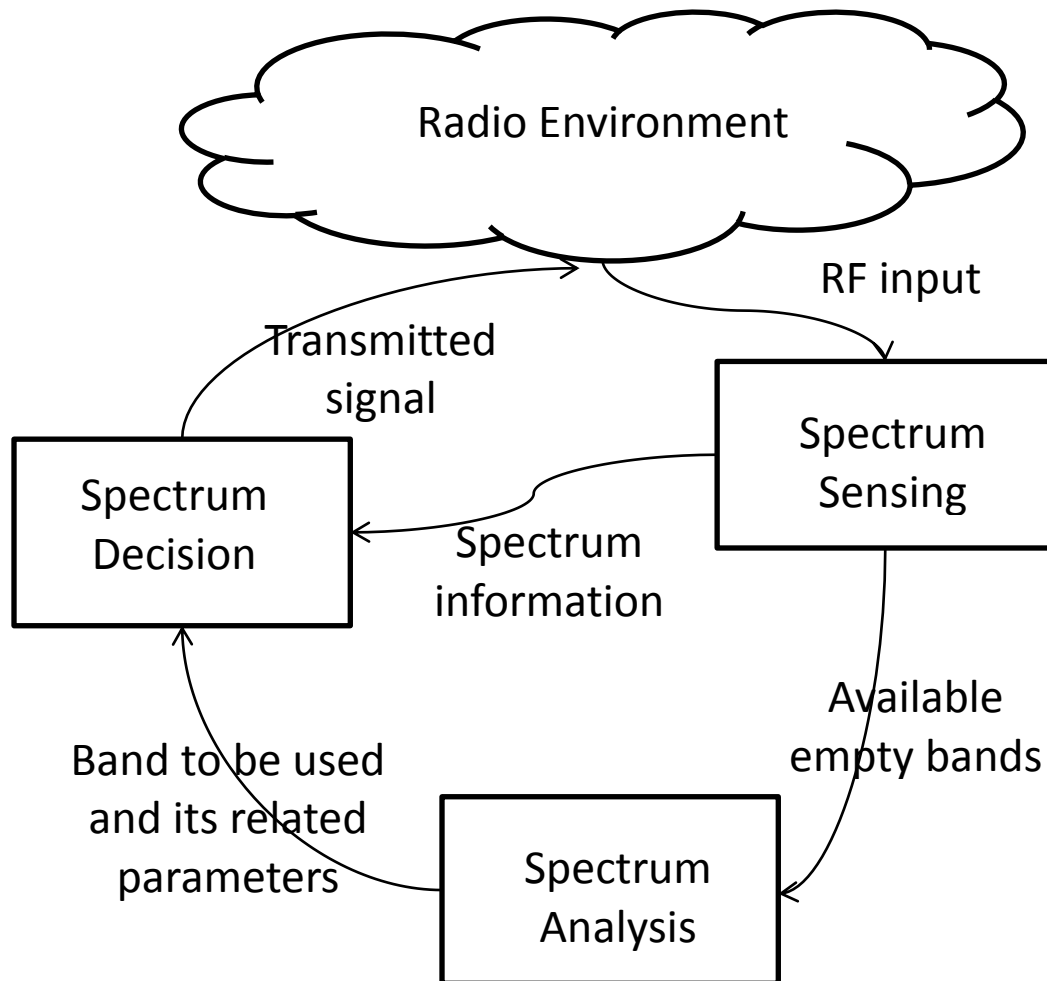 Radio Environment
RF input
Transmitted
signal
Spectrum
Sensing
Spectrum
Decision
Spectrum
information
Available
empty bands
Band to be used
and its related
parameters
Spectrum
Analysis